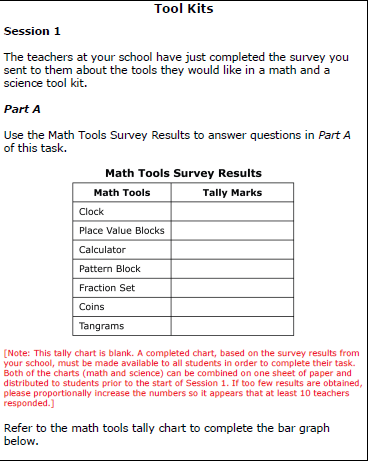 Tool Kits
Session 1
The teachers at your school have just completed the survey you
sent to them about the tools they would like in a math and a
science tool kit.
Part A
Use the Math Tools Survey Results to answer questions in Part A
of this task.
Math Tools Survey Results
Math Tools Tally Marks
Clock
Place Value Blocks
Calculator
Pattern Block
Fraction Set
Coins
Tangrams
[Note: This tally chart is blank. A completed chart, based on the survey results from
your school, must be made available to all students in order to complete their task.
Both of the charts (math and science) can be combined on one sheet of paper and
distributed to students prior to the start of Session 1. If too few results are obtained,
please proportionally increase the numbers so it appears that at least 10 teachers
responded.]
Refer to the math tools tally chart to complete the bar graph
below.